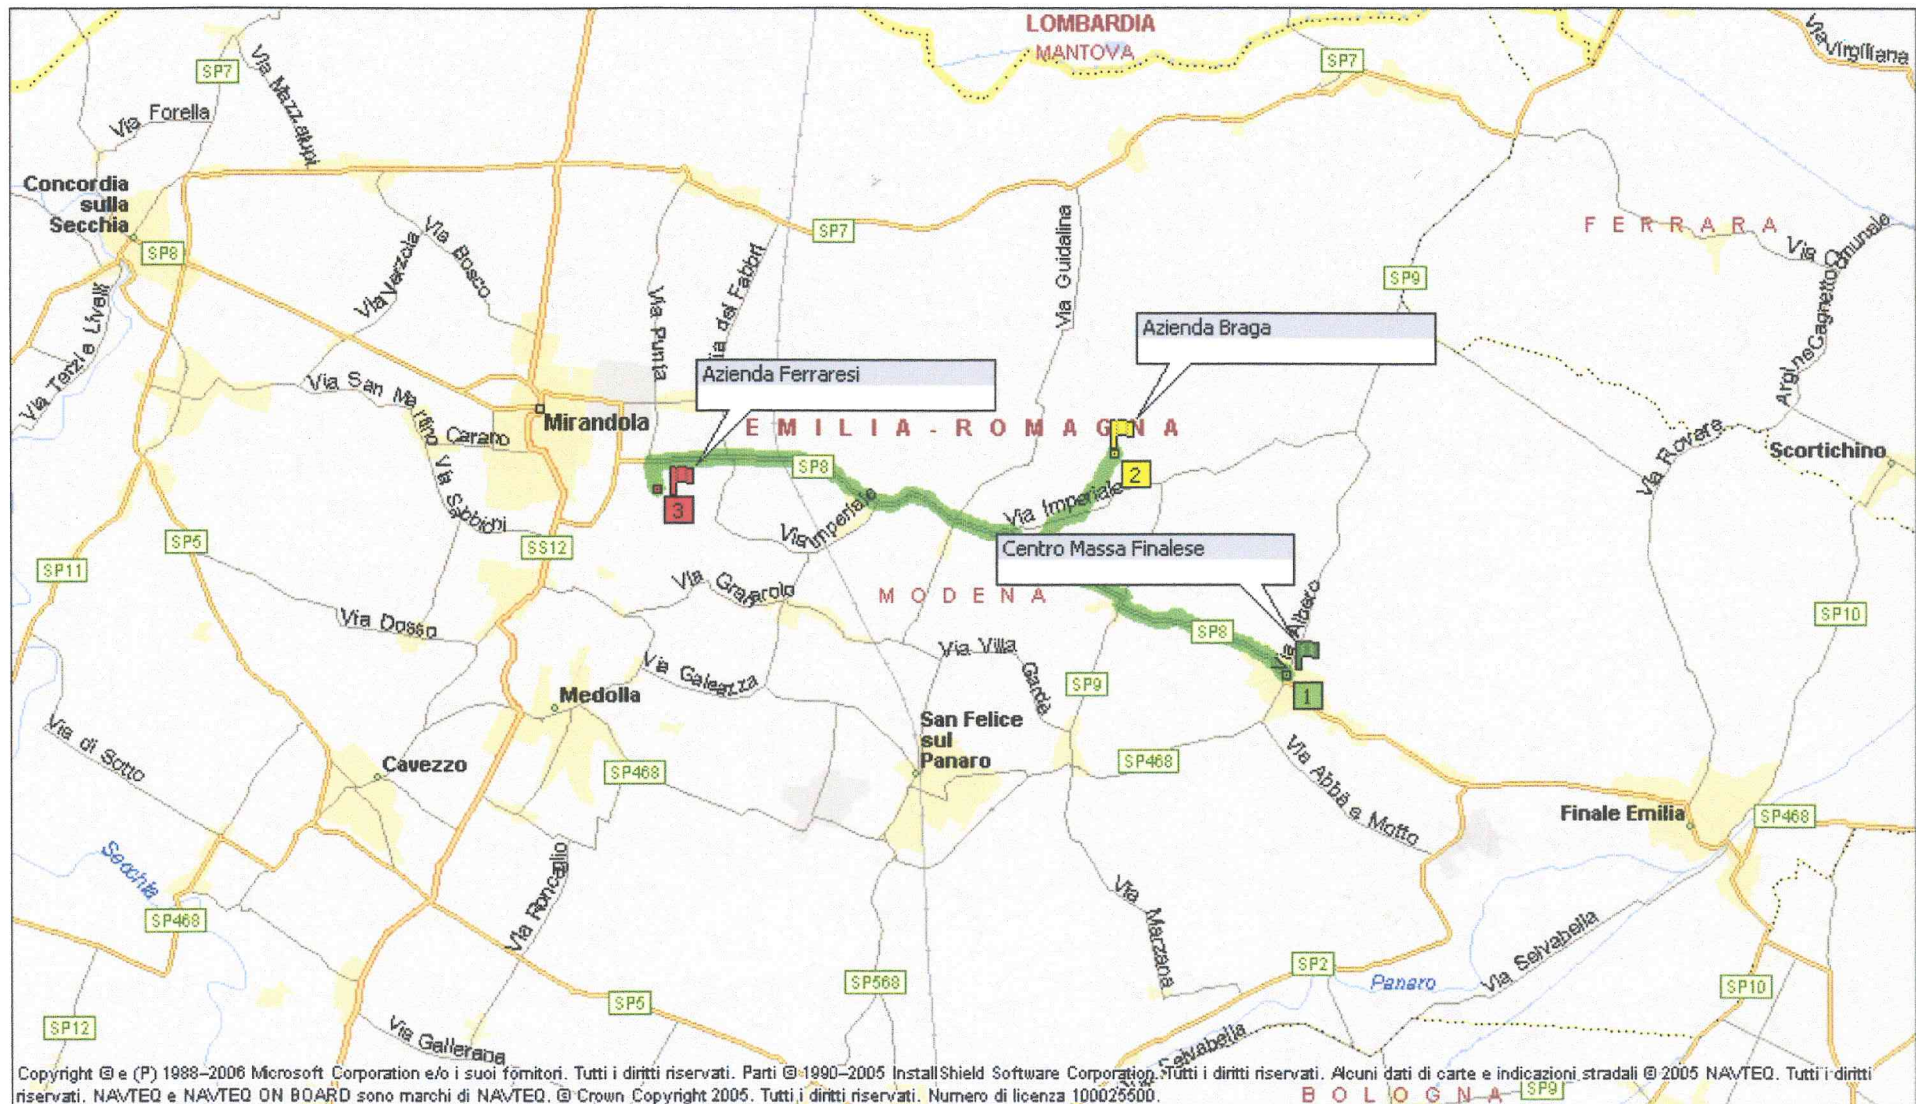 LOMBARDIA
MANTOVA
Via Virgiliana
SP7
SP7
Via Mazzalupi
Via Forella
Concordia
sulla
Secchia
SP8
SP7
Via Guidalina
FERRARA
Via Comunale
Argine Cagnetto
SP9
Via Verzola
Via Bosco
Via Terzi e Livelli
Via Punta
Via dei Fabbri
Azienda Braga
Azienda Ferraresi
Via San Martino Carano
Mirandola
EMILIA-ROMAGNA
Via Rovere
Scortichino
SP8
2
3
Via Imperiale
Via Imperiale
Via Sabbioni
SS12
SP5
SP11
Centro Massa Finalese
Via Gravarolo
MODENA
Via Albero
SP10
Via Dosso
SP8
Via Villa Gardè
Via Galeazza
SP9
1
Medolla
San Felice
sul
Panaro
Via di Sotto
Cavezzo
SP468
SP468
Via Abbà e Motto
Finale Emilia
SP468
Secchia
Via Roncaglio
SP468
Via Marzana
Via Selvabella
SP2
Panaro
SP568
SP5
SP10
SP12
Via Gallerana
Via Selvabella
Copyright © e (P) 1988–2006 Microsoft Corporation e/o i suoi fornitori. Tutti i diritti riservati. Parti © 1990–2005 InstallShield Software Corporation. Tutti i diritti riservati. Alcuni dati di carte e indicazioni stradali © 2005 NAVTEQ. Tutti i diritti
riservati. NAVTEQ e NAVTEQ ON BOARD sono marchi di NAVTEQ. © Crown Copyright 2005. Tutti i diritti riservati. Numero di licenza 100025500.
BOLOGNA
SP9